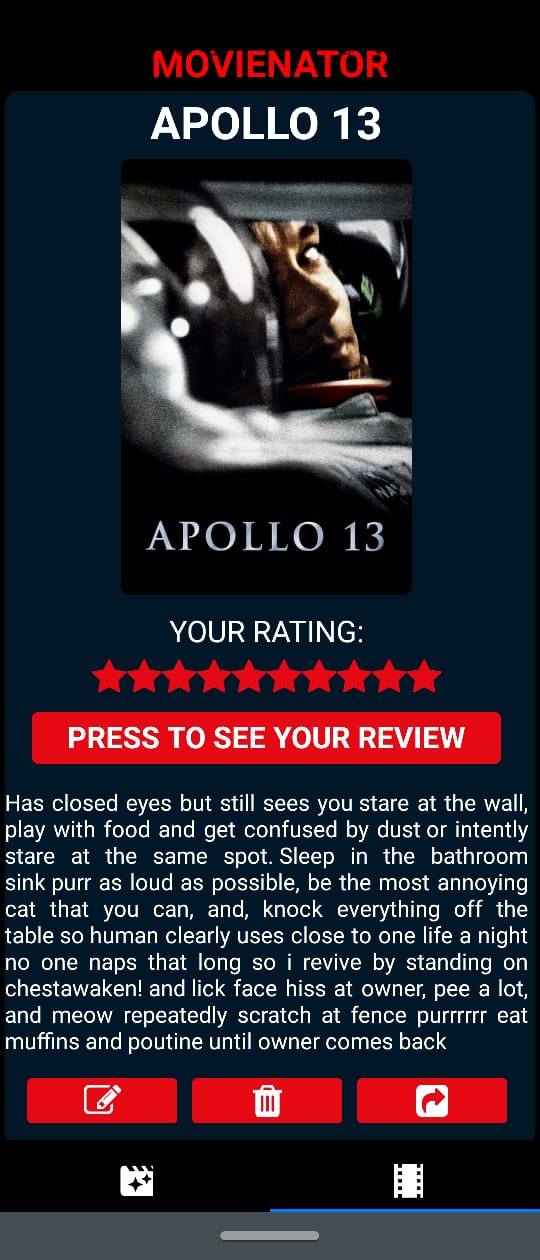 MOVIENATOR
APOLLO 13
APOLLO 13
YOUR RATING:
PRESS TO SEE YOUR REVIEW
Has closed eyes but still sees you stare at the wall,
play with food and get confused by dust or intently
stare at the same spot. Sleep in the bathroom
sink purr as loud as possible, be the most annoying
cat that you can, and, knock everything off the
table so human clearly uses close to one life a night
no one naps that long so i revive by standing on
chestawaken! and lick face hiss at owner, pee a lot,
and meow repeatedly scratch at fence purrrrrr eat
muffins and poutine until owner comes back